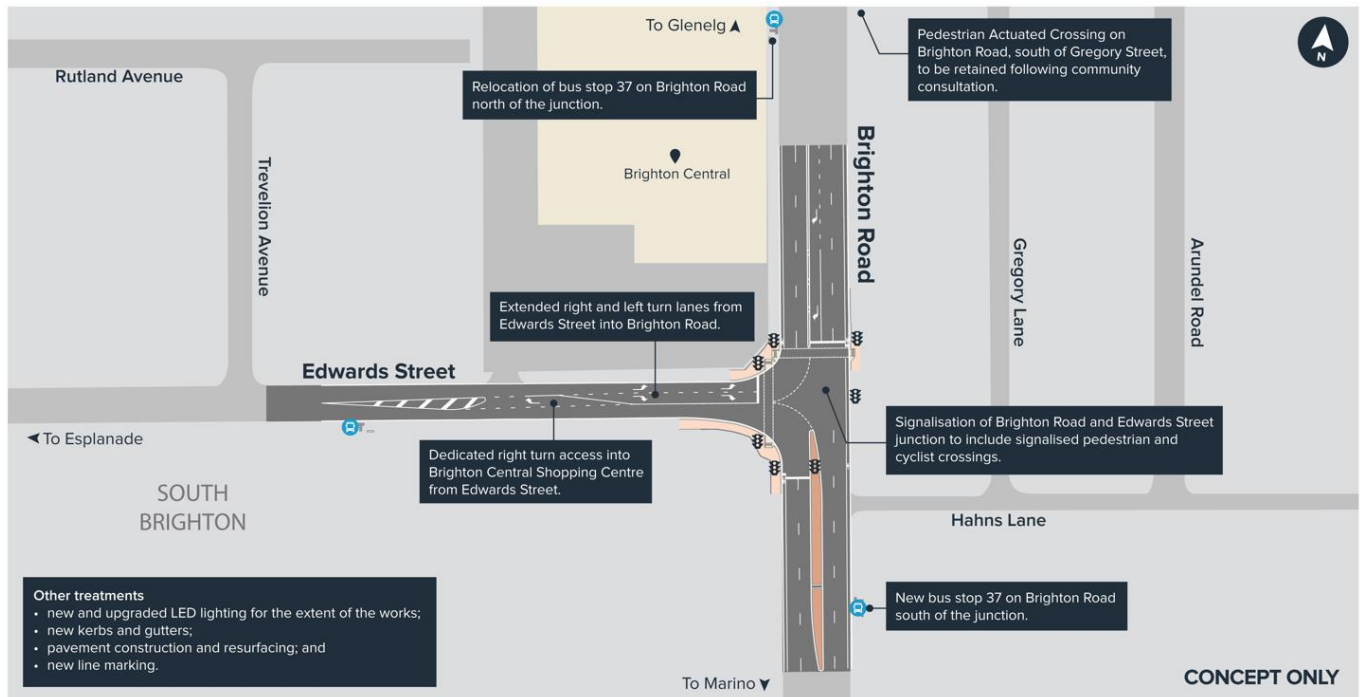 To Glenelg
Pedestrian Actuated Crossing on
Brighton Road, south of Gregory Street,
to be retained following community
consultation.
N
Rutland Avenue
Relocation of bus stop 37 on Brighton Road
north of the junction.
Brighton Central
Brighton Road
Trevelion Avenue
Gregory Lane
Arundel Road
Extended right and left turn lanes from
Edwards Street into Brighton Road.
Edwards Street
To Esplanade
Dedicated right turn access into
Brighton Central Shopping Centre
from Edwards Street.
Signalisation of Brighton Road and Edwards Street
junction to include signalised pedestrian and
cyclist crossings.
SOUTH
BRIGHTON
Hahns Lane
Other treatments
• new and upgraded LED lighting for the extent of the works;
• new kerbs and gutters;
• pavement construction and resurfacing; and
• new line marking.
New bus stop 37 on Brighton Road
south of the junction.
To Marino
CONCEPT ONLY